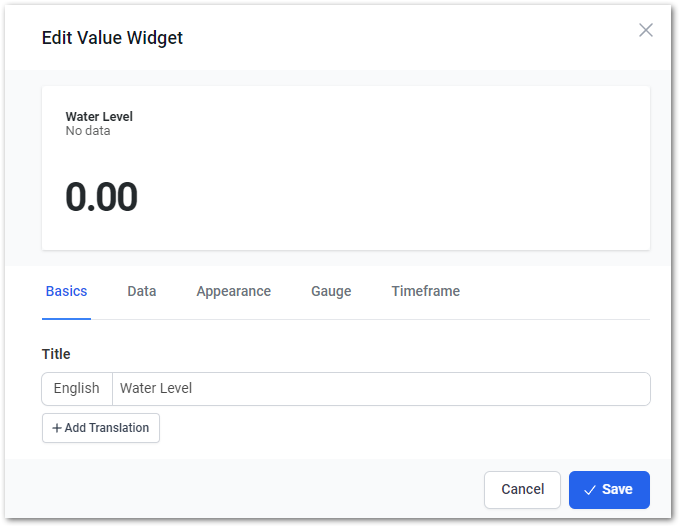 Edit Value Widget
Water Level
No data
0.00
Basics Data Appearance Gauge Timeframe
Title
English Water Level
+ Add Translation
Cancel Save